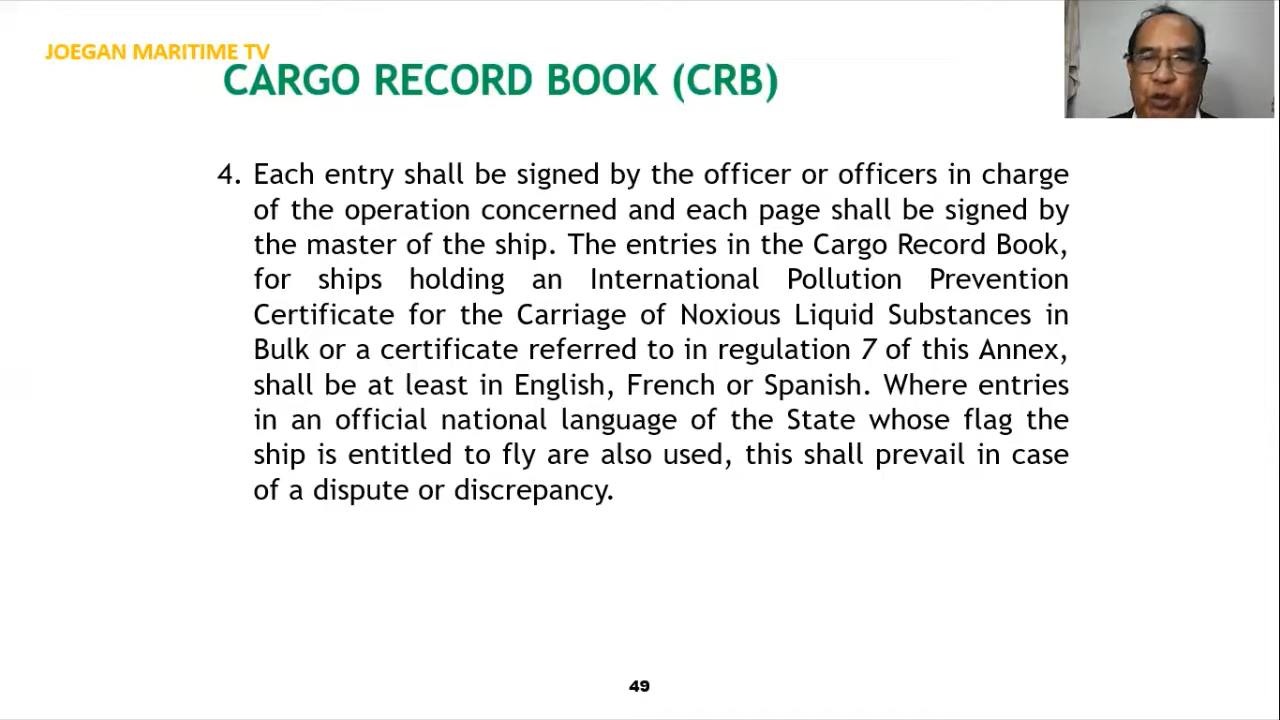 JOEGAN MARITIME TV
CARGO RECORD BOOK (CRB)
4. Each entry shall be signed by the officer or officers in charge
of the operation concerned and each page shall be signed by
the master of the ship. The entries in the Cargo Record Book,
for ships holding an International Pollution Prevention
Certificate for the Carriage of Noxious Liquid Substances in
Bulk or a certificate referred to in regulation 7 of this Annex,
shall be at least in English, French or Spanish. Where entries
in an official national language of the State whose flag the
ship is entitled to fly are also used, this shall prevail in case
of a dispute or discrepancy.
49